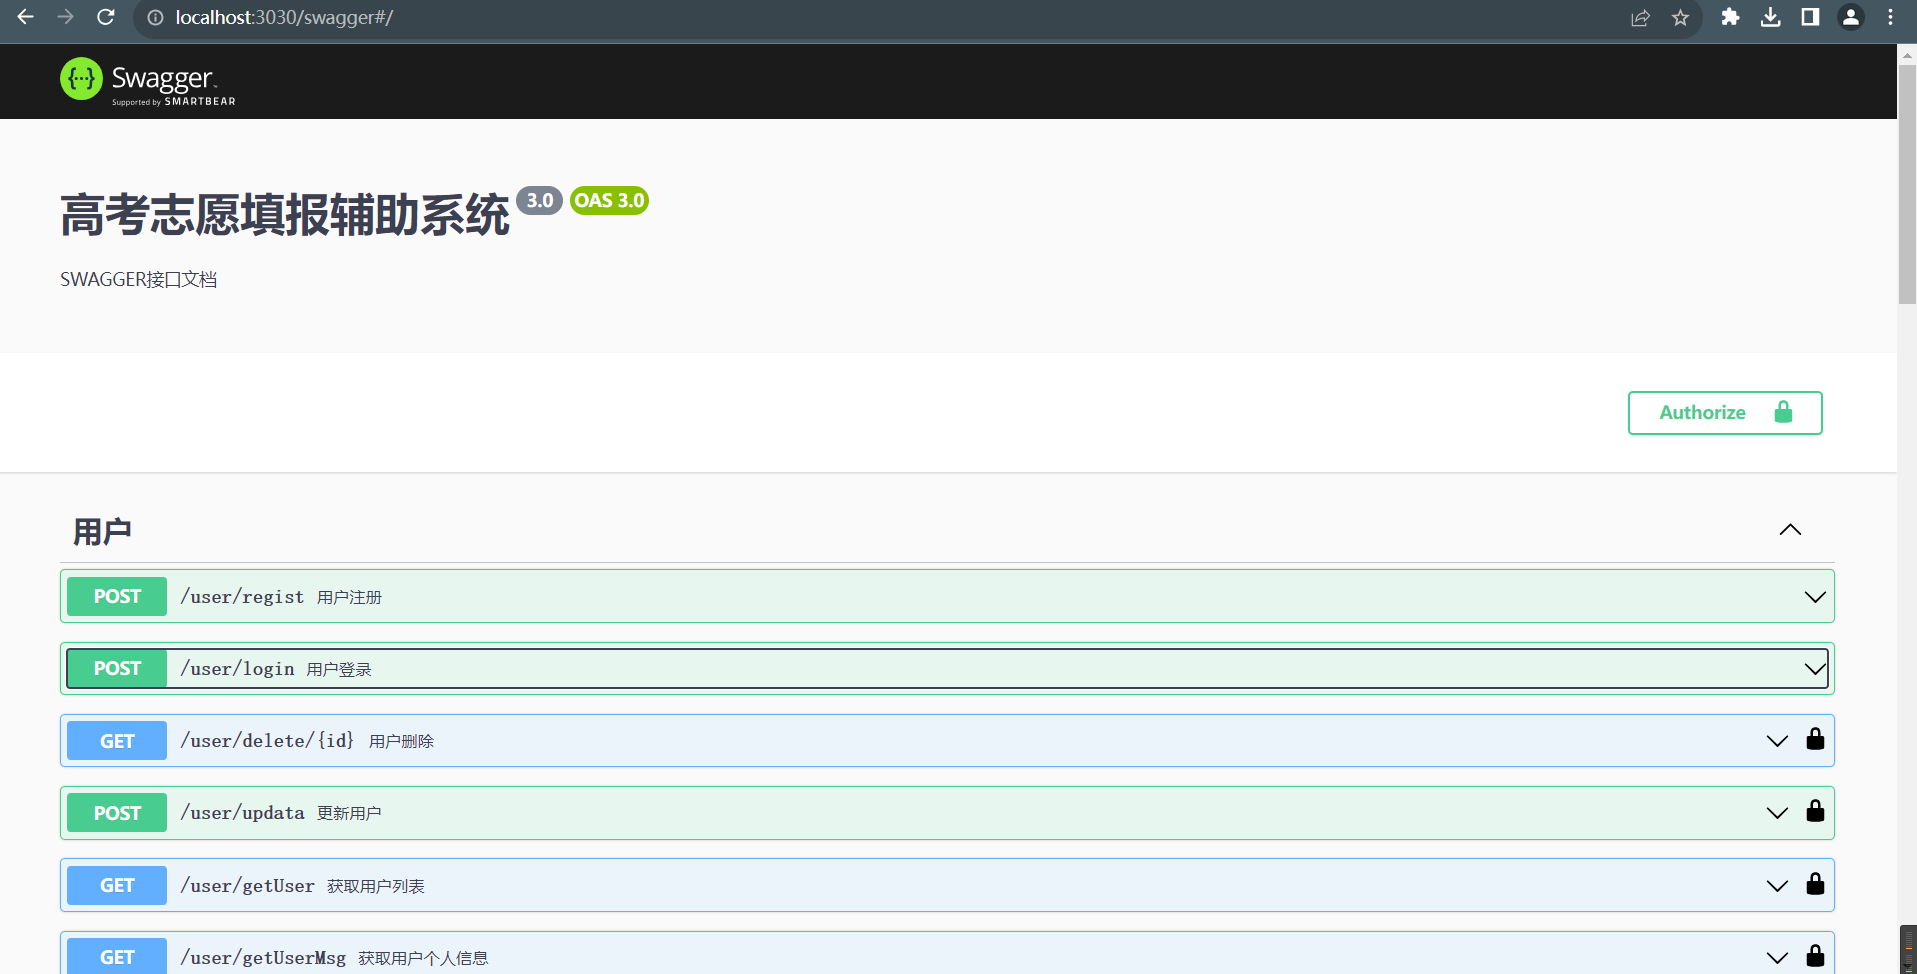 localhost:3030/swagger#/
Swagger
Supported by SMARTBEAR
高考志愿填报辅助系统 3.0 OAS 3.0
SWAGGER接口文档
Authorize
用户
POST /user/regist 用户注册
POST /user/login 用户登录
GET /user/delete/{id} 用户删除
POST /user/updata 更新用户
GET /user/getUser 获取用户列表
GET /user/getUserMsg 获取用户个人信息